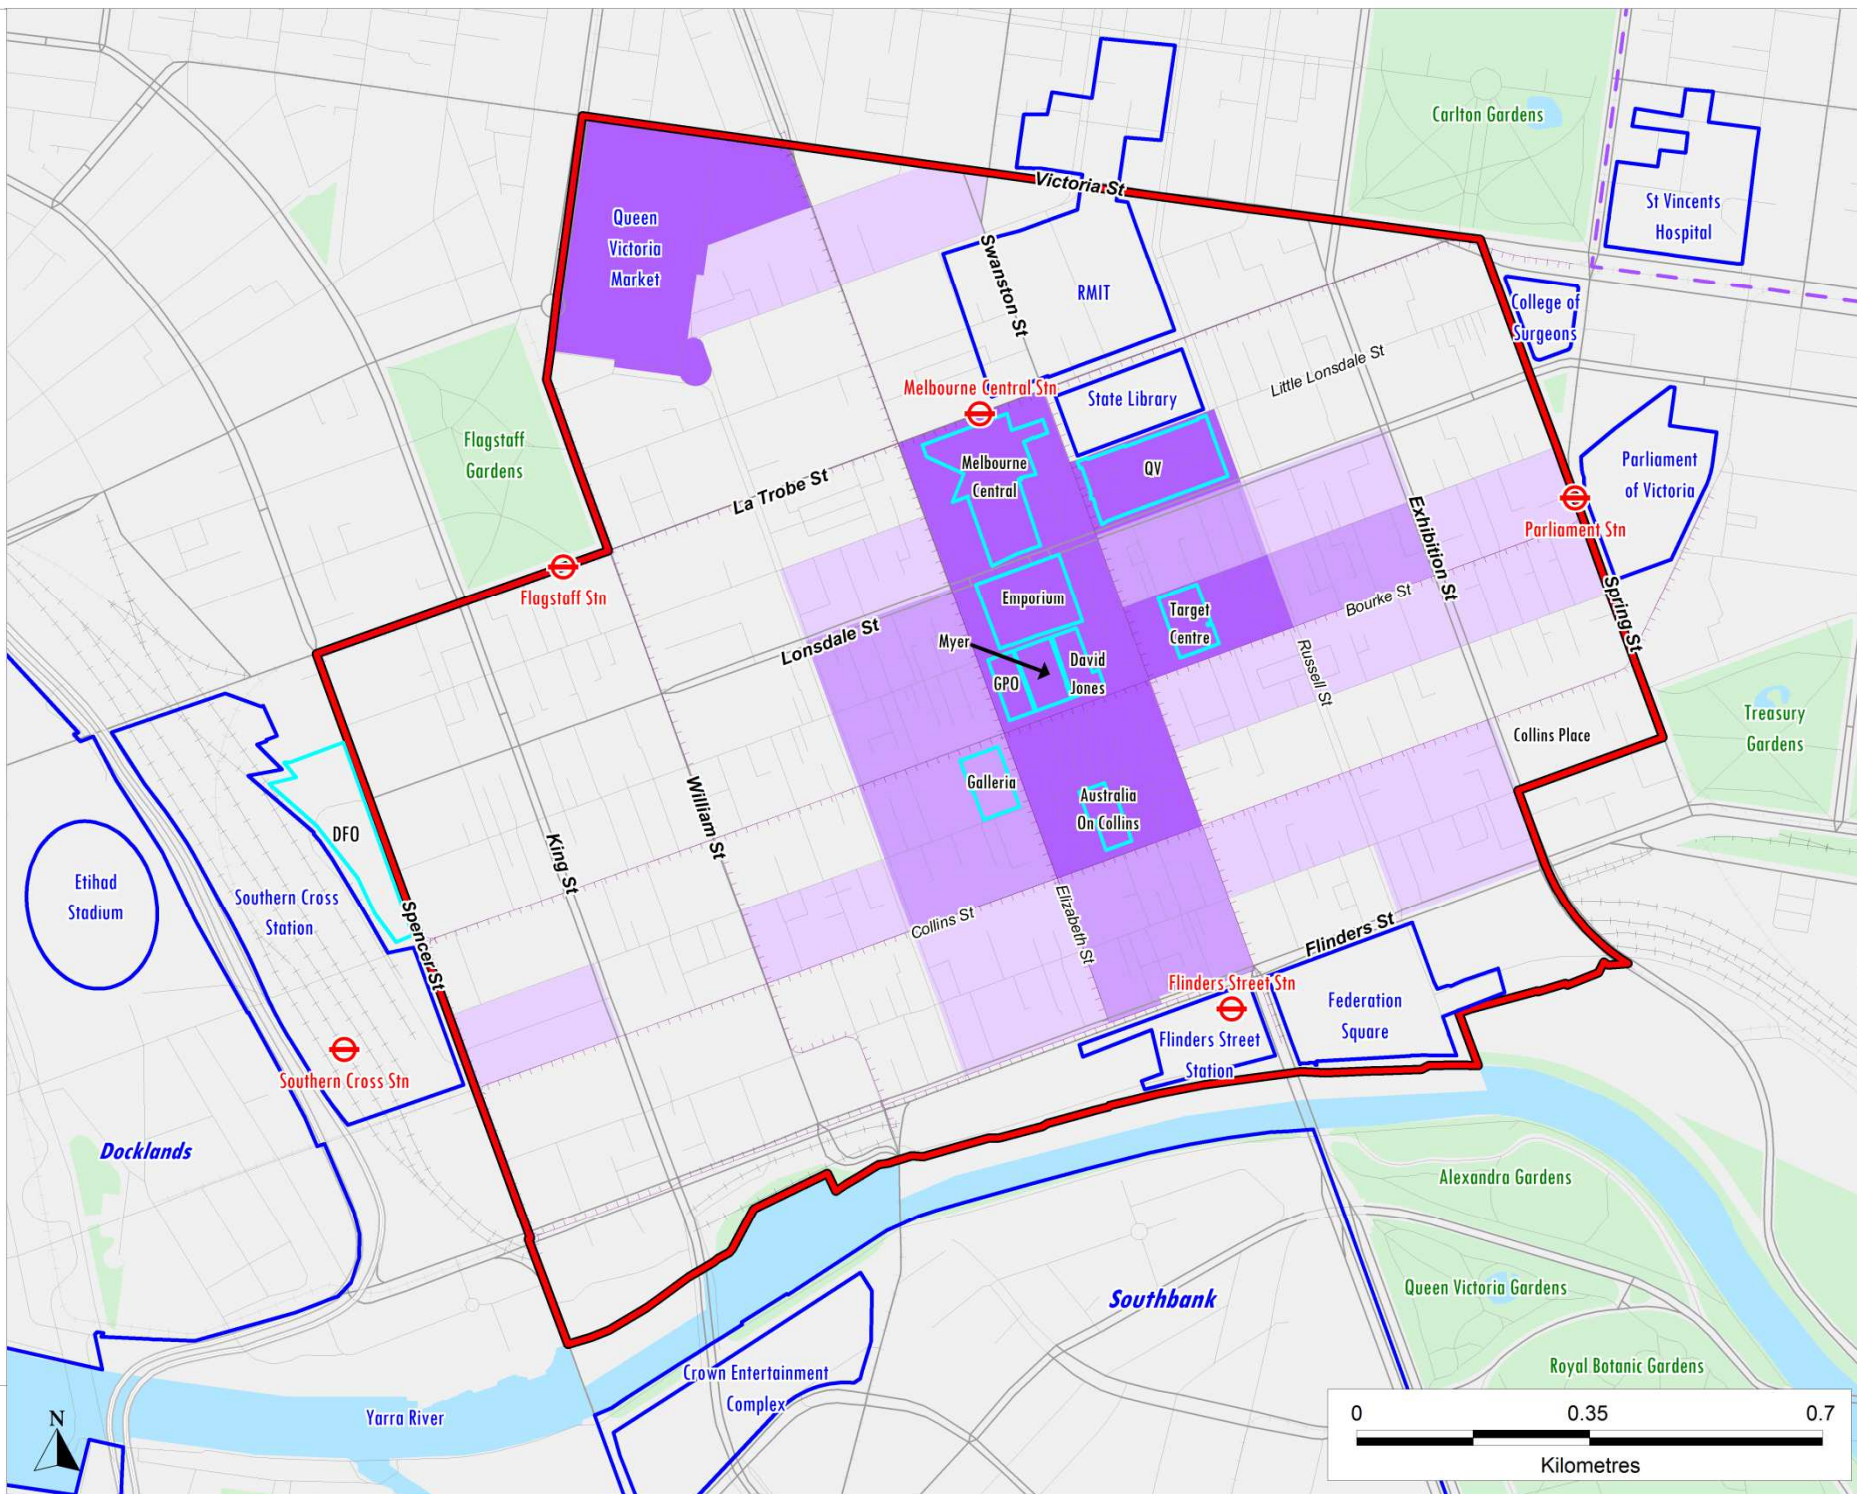 Carlton Gardens
Victoria St
St Vincents
Hospital
Queen
Victoria
Market
Swanston St
RMIT
College of
Surgeons
Little Lonsdale St
Melbourne Central Stn
State Library
Flagstaff
Gardens
Melbourne
Central
QV
Parliament
of Victoria
La Trobe St
Exhibition St
Parliament Stn
Flagstaff Stn
Emporium
Target
Centre
Bourke St
Spring St
Lonsdale St
Myer
David
Jones
GPO
Russell St
Treasury
Gardens
Collins Place
Galleria
Australia
On Collins
William St
DFO
King St
Etihad
Stadium
Southern Cross
Station
Spencer St
Collins St
Elizabeth St
Flinders St
Flinders Street Stn
Federation
Square
Flinders Street
Station
Southern Cross Stn
Docklands
Alexandra Gardens
Southbank
Queen Victoria Gardens
Crown Entertainment
Complex
Royal Botanic Gardens
Yarra River
N
0 0.35 0.7
Kilometres